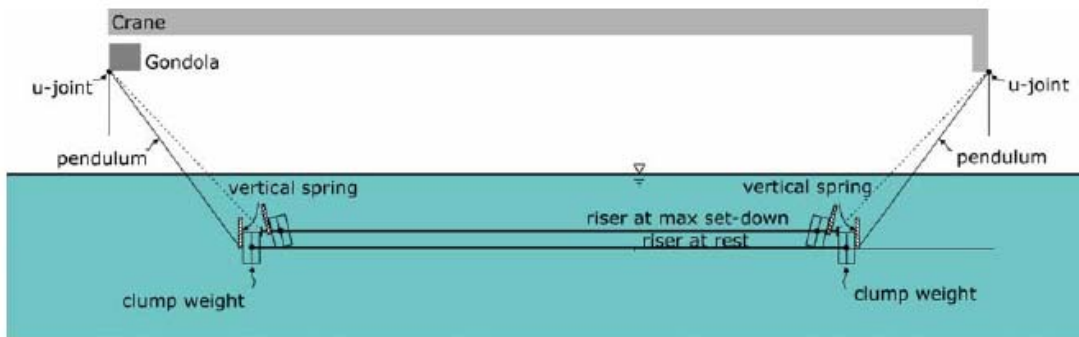 Crane
Gondola
u-joint
u-joint
pendulum
pendulum
vertical spring
vertical spring
riser at max set-down
riser at rest
clump weight
clump weight